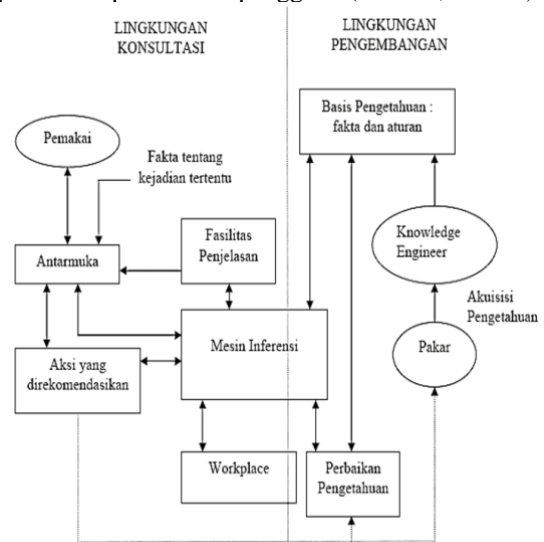 LINGKUNGAN
KONSULTASI
LINGKUNGAN
PENGEMBANGAN
Basis Pengetahuan :
fakta dan aturan
Pemakai
Fakta tentang
kejadian tertentu
Fasilitas
Penjelasan
Knowledge
Engineer
Antarmuka
Akuisisi
Pengetahuan
Mesin Inferensi
Pakar
Aksi yang
direkomendasikan
Workplace
Perbaikan
Pengetahuan